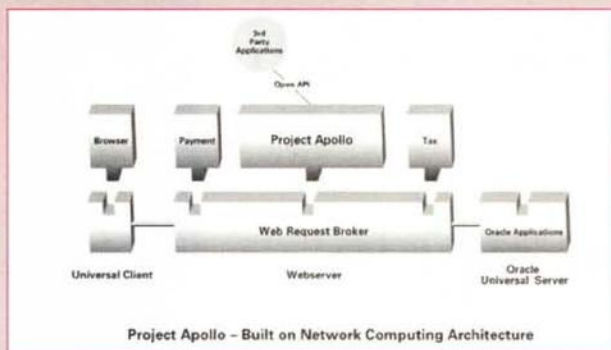 3rd
Party
Applications
Open API
Browser
Payment
Project Apollo
Tax
Web Request Broker
Oracle Applications
Universal Client
Webserver
Oracle
Universal Server
Project Apollo – Built on Network Computing Architecture